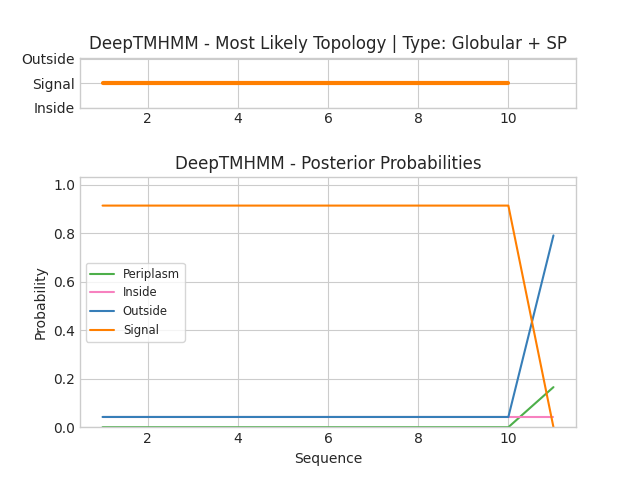 DeepTMHMM - Most Likely Topology | Type: Globular + SP
Outside
Signal
Inside
2 4 6 8 10
DeepTMHMM - Posterior Probabilities
1.0
0.8
0.6
0.4
0.2
0.0
Probability
Periplasm
Inside
Outside
Signal
2 4 6 8 10
Sequence